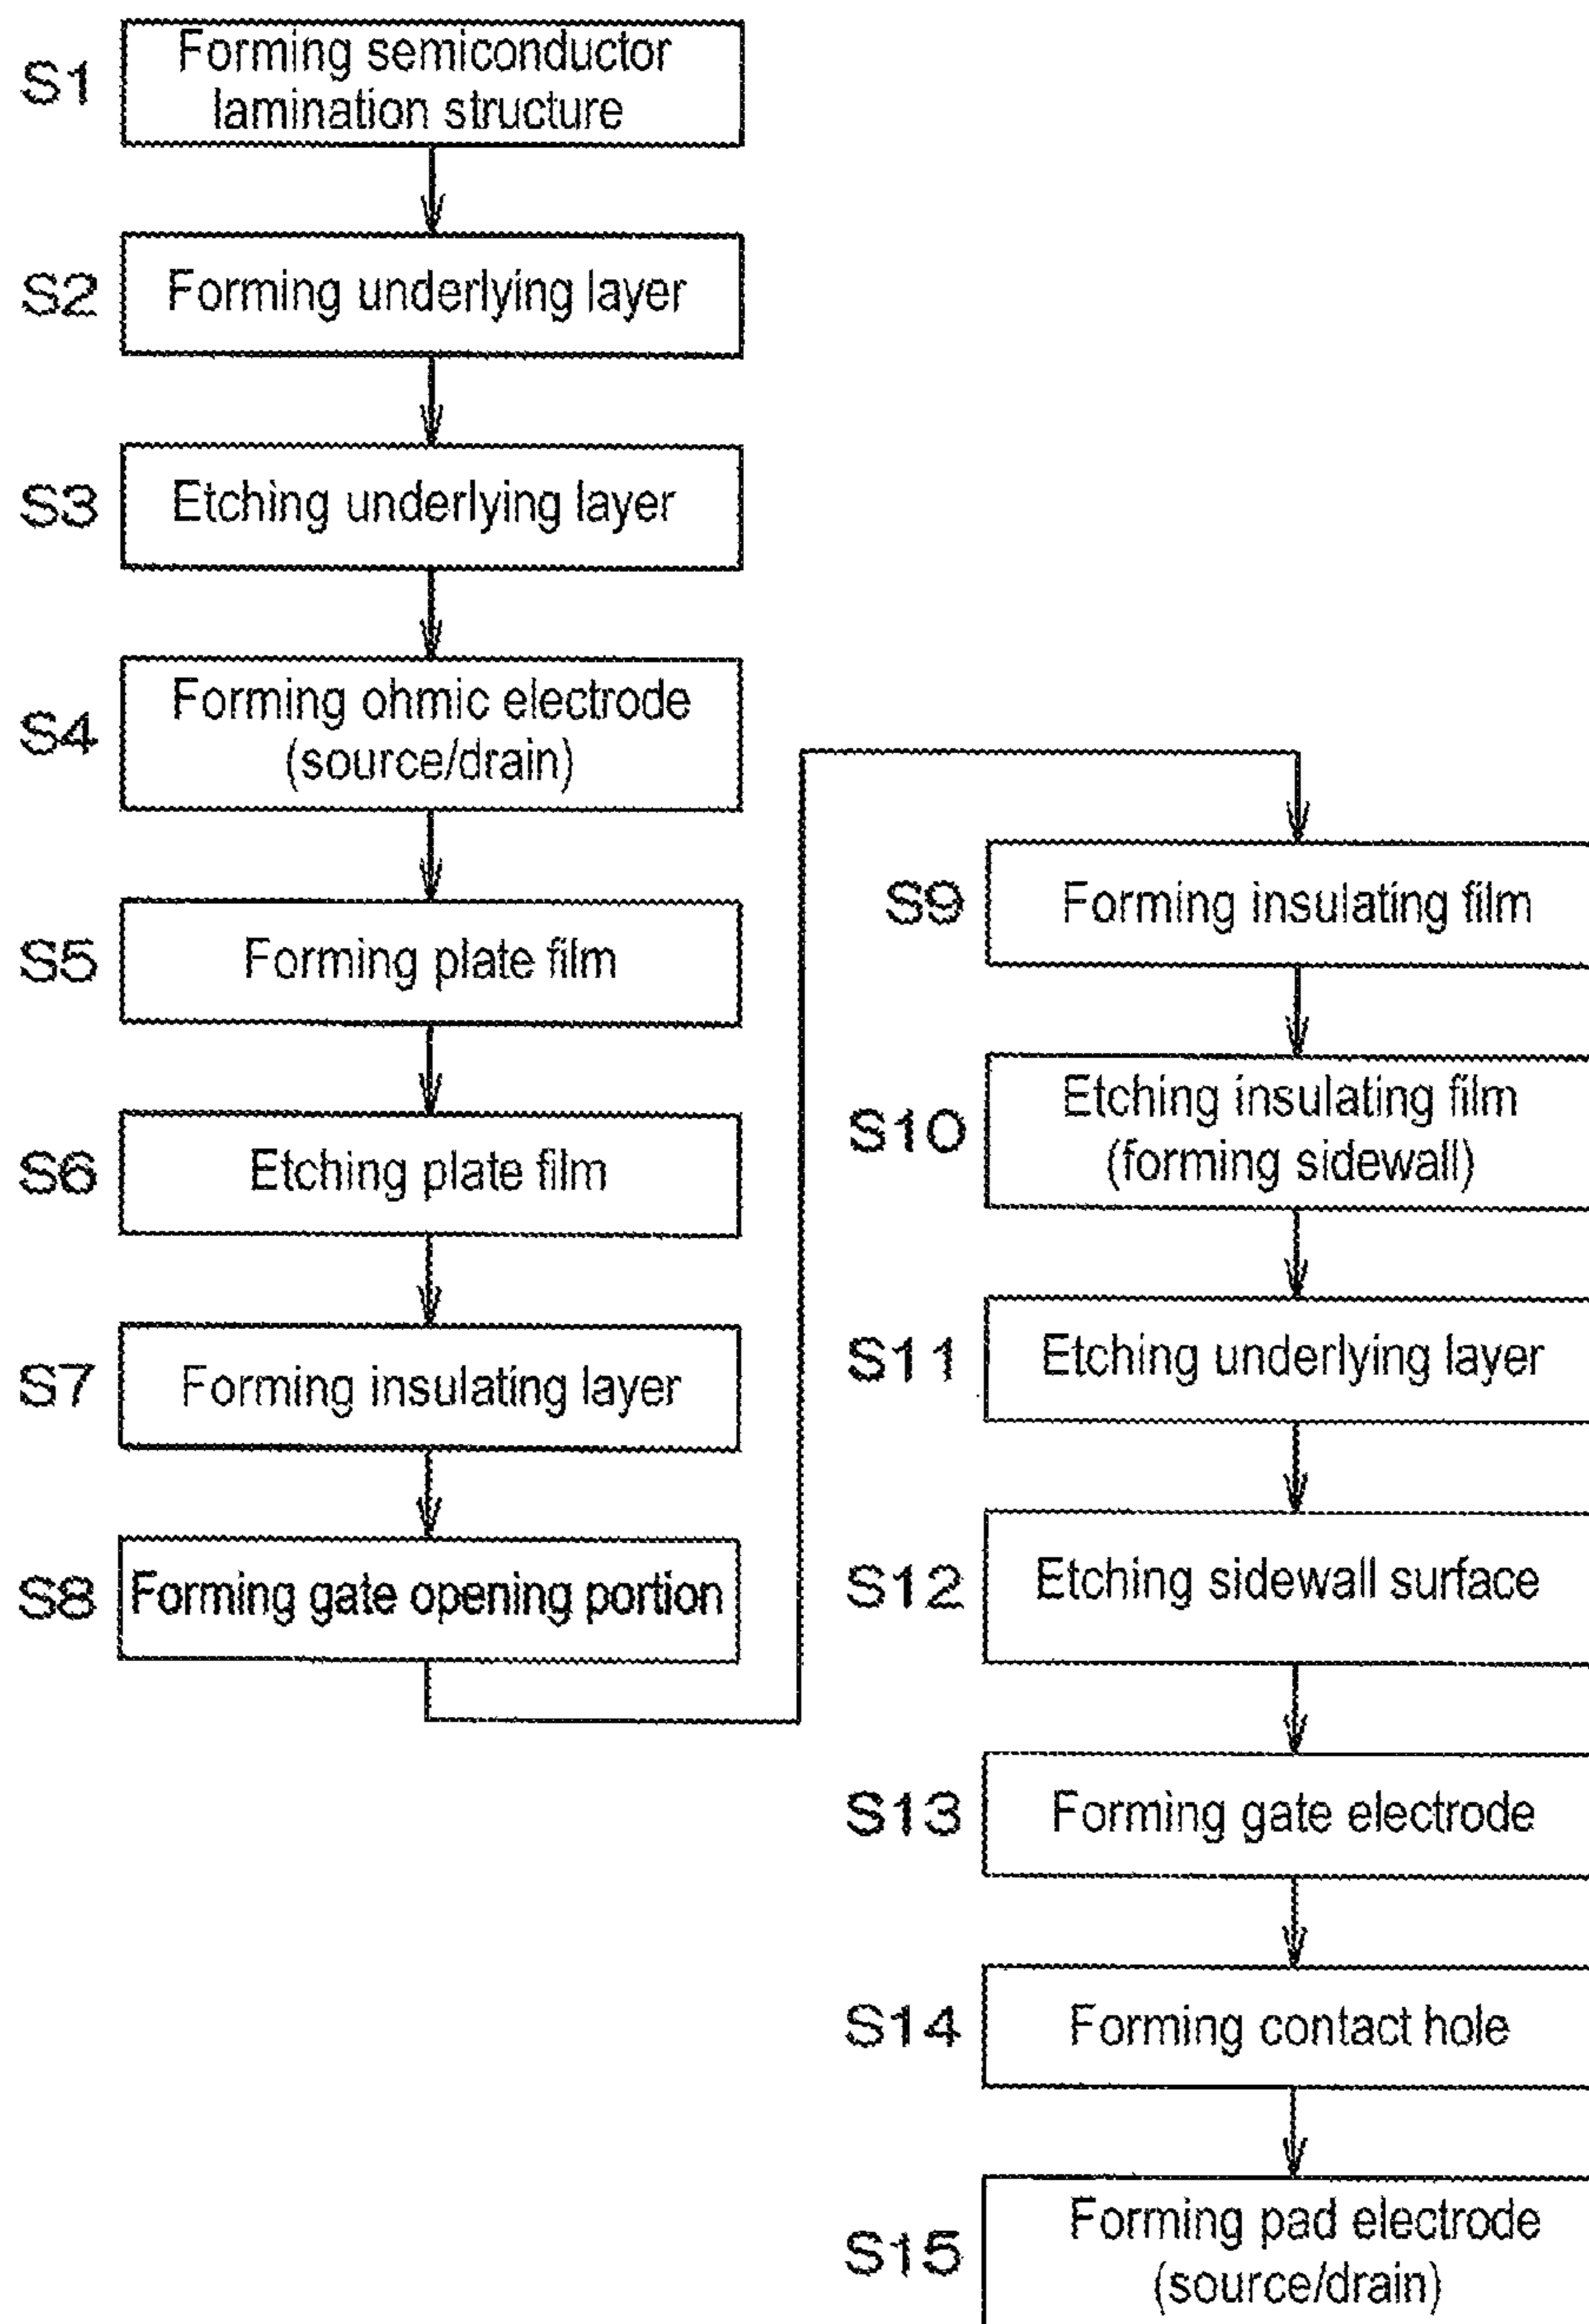 S1
Forming semiconductor
lamination structure
S2
Forming underlying layer
S3
Etching underlying layer
S4
Forming ohmic electrode
(source/drain)
S5
Forming plate film
S6
Etching plate film
S7
Forming insulating layer
S8
Forming gate opening portion
S9
Forming insulating film
S10
Etching insulating film
(forming sidewall)
S11
Etching underlying layer
S12
Etching sidewall surface
S13
Forming gate electrode
S14
Forming contact hole
S15
Forming pad electrode
(source/drain)